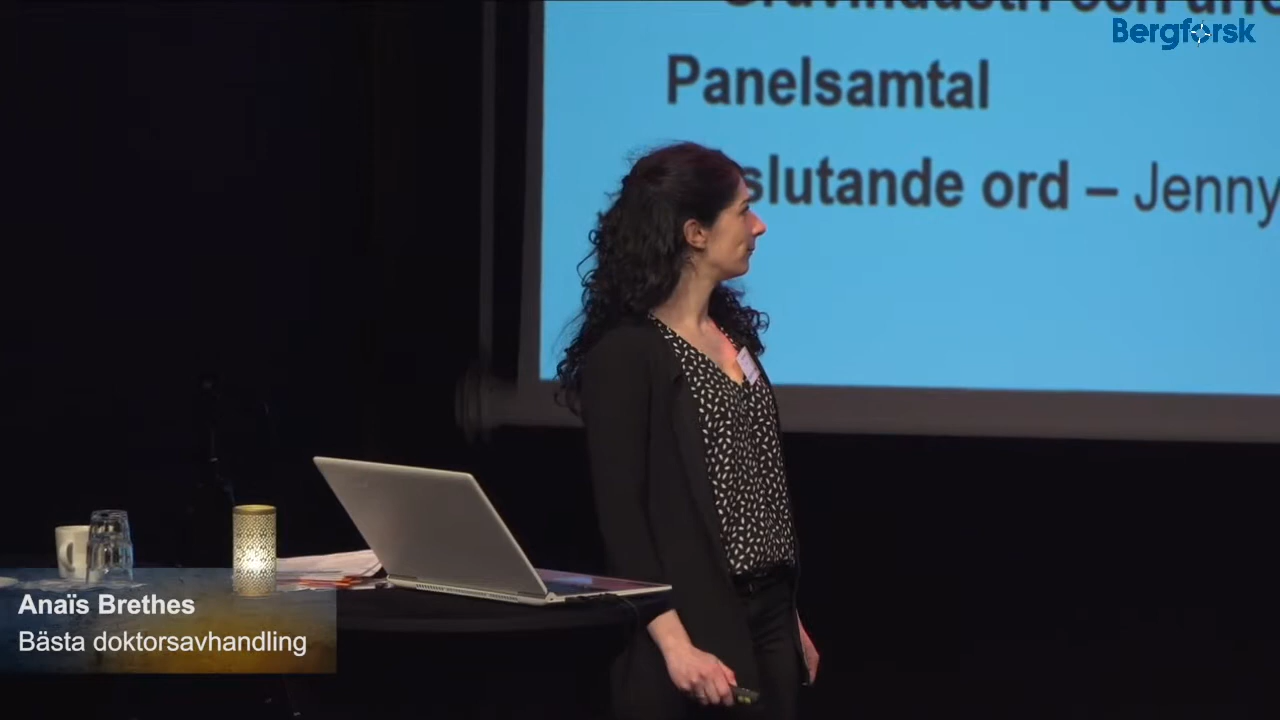 Bergforsk
Panelsamtal
slutande ord – Jenny
Anaïs Brethes
Bästa doktorsavhandling